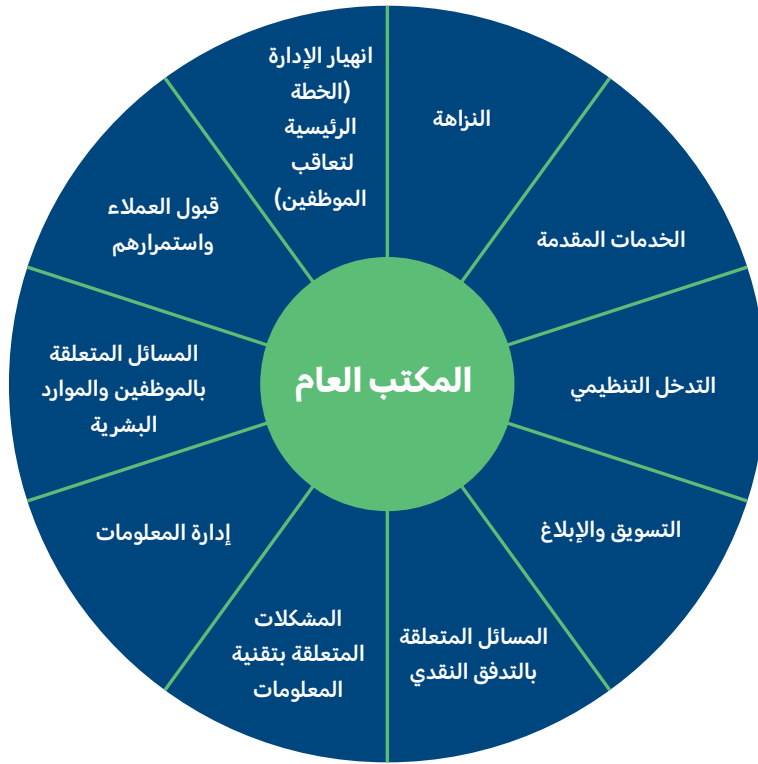 انهيار الإدارة
(الخطة
الرئيسية
لتعاقب
الموظفين)
النزاهة
الخدمات المقدمة
التدخل التنظيمي
التسويق والإبلاغ
المسائل المتعلقة
بالتدفق النقدي
المشكلات
المتعلقة بتقنية
المعلومات
إدارة المعلومات
المسائل المتعلقة
بالموظفين والموارد
البشرية
قبول العملاء
واستمرارهم
المكتب العام